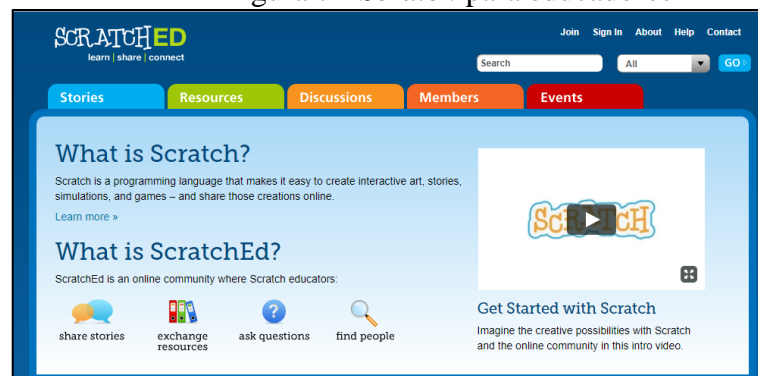 SCRATCHED
learn | share | connect
Join Sign In About Help Contact
Search All GO
Stories Resources Discussions Members Events
What is Scratch?
Scratch is a programming language that makes it easy to create interactive art, stories,
simulations, and games – and share those creations online.
Learn more »
What is ScratchEd?
ScratchEd is an online community where Scratch educators:
share stories
exchange
resources
ask questions
find people
SCRATCH
Get Started with Scratch
Imagine the creative possibilities with Scratch
and the online community in this intro video.